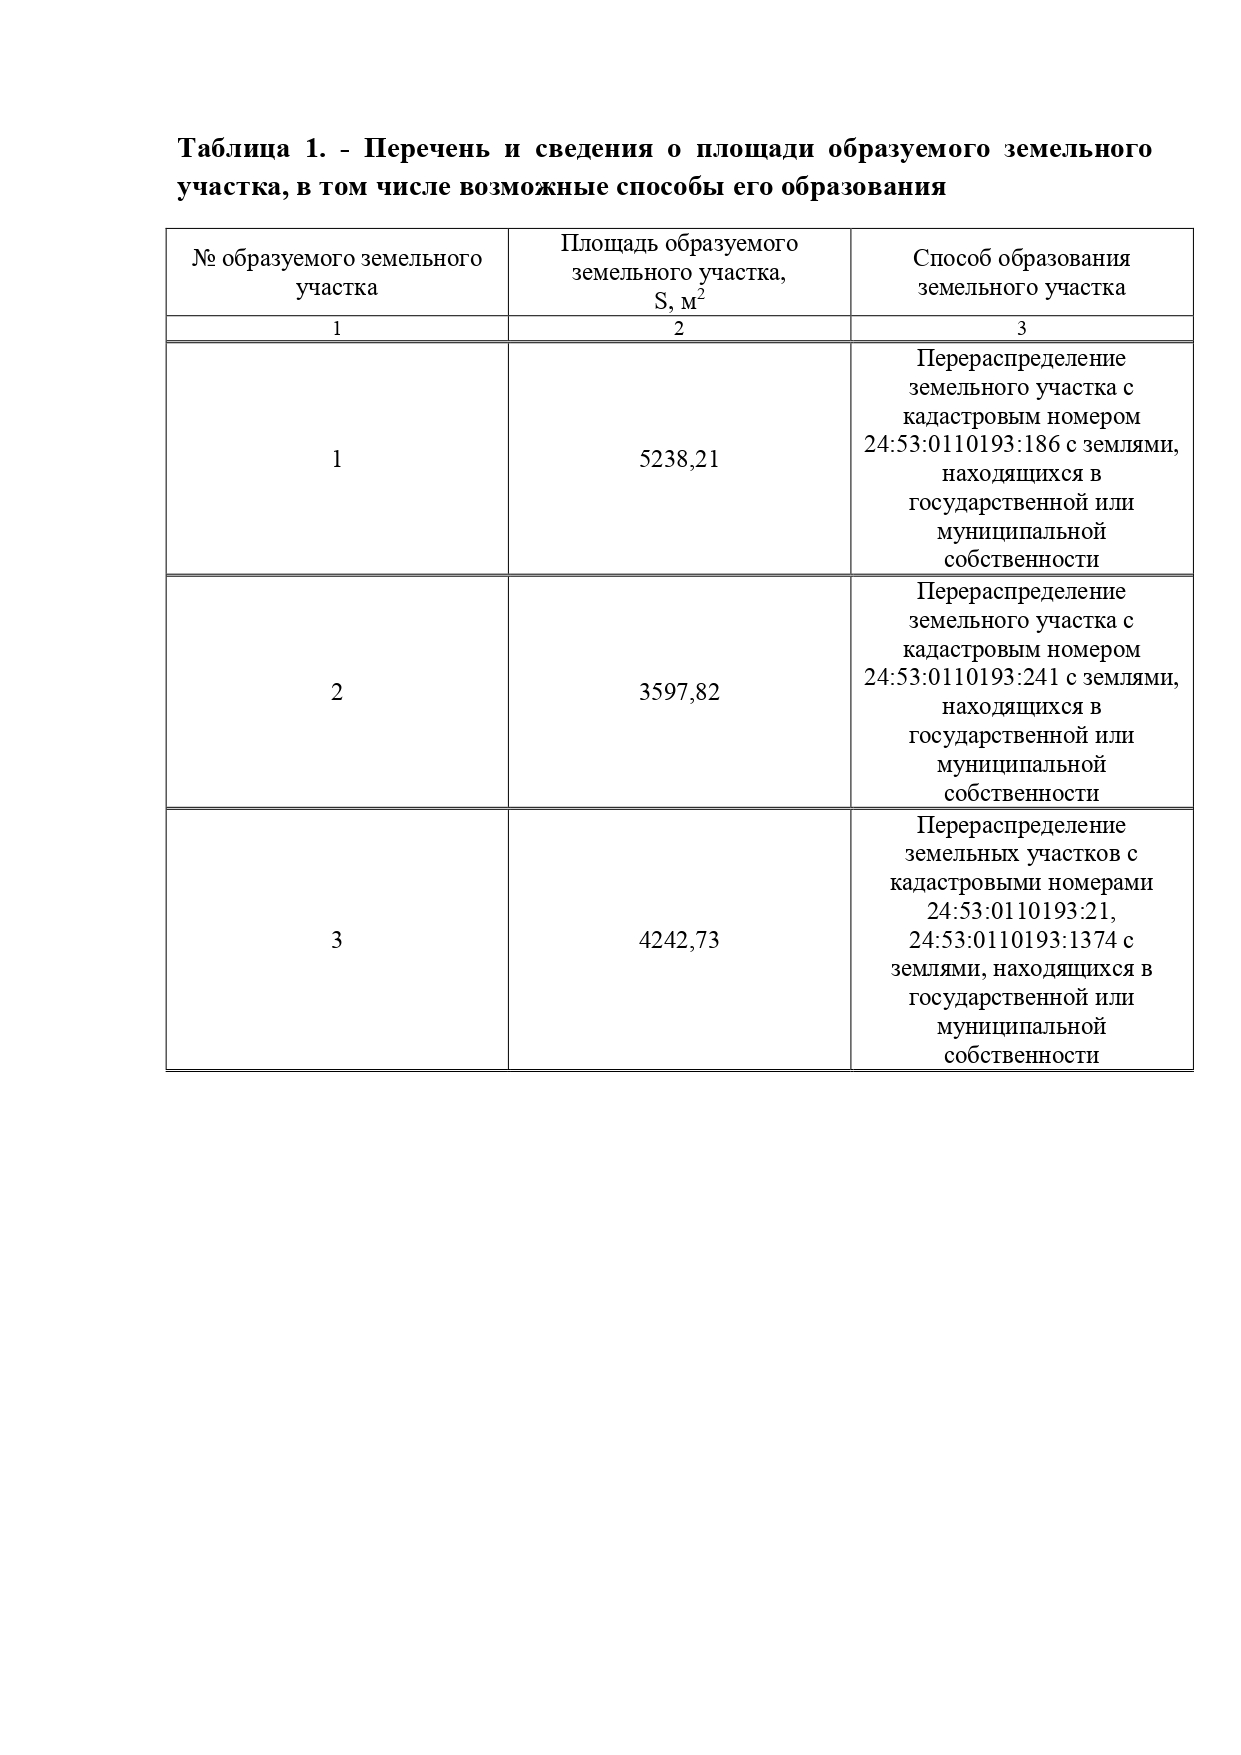 Таблица 1. - Перечень и сведения о площади образуемого земельного
участка, в том числе возможные способы его образования
№ образуемого земельного
участка
Площадь образуемого
земельного участка,
S, м²
Способ образования
земельного участка
1
2
3
1
5238,21
Перераспределение
земельного участка с
кадастровым номером
24:53:0110193:186 с землями,
находящихся в
государственной или
муниципальной
собственности
2
3597,82
Перераспределение
земельного участка с
кадастровым номером
24:53:0110193:241 с землями,
находящихся в
государственной или
муниципальной
собственности
3
4242,73
Перераспределение
земельных участков с
кадастровыми номерами
24:53:0110193:21,
24:53:0110193:1374 с
землями, находящихся в
государственной или
муниципальной
собственности